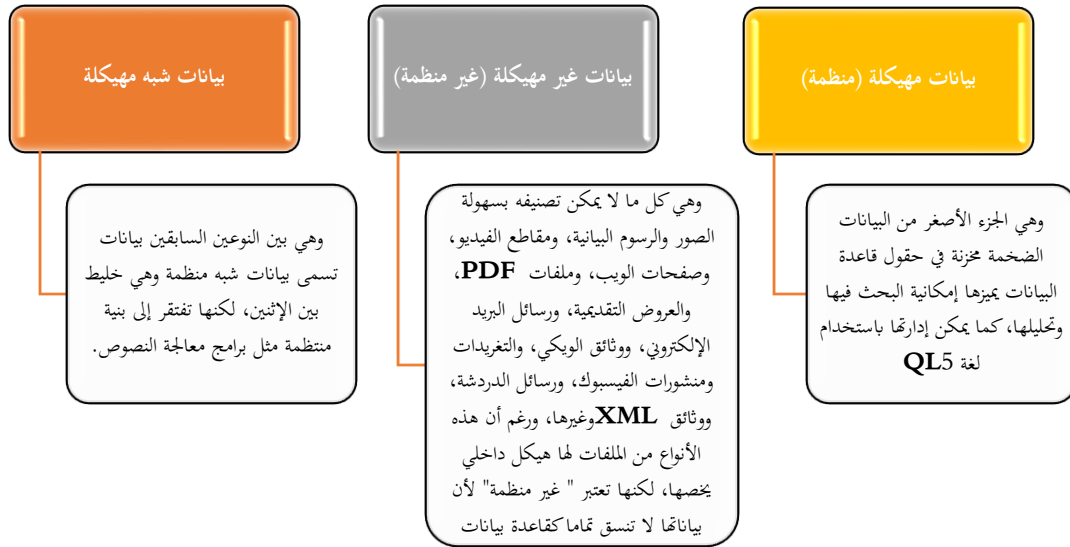 بيانات مهيكلة (منظمة)
وهي الجزء الأصغر من البيانات
الضخمة مخزنة في حقول قاعدة
البيانات يميزها إمكانية البحث فيها
وتحليلها، كما يمكن إدارتها باستخدام
لغة QL5
بيانات غير مهيكلة (غير منظمة)
وهي كل ما لا يمكن تصنيفه بسهولة
الصور والرسوم البيانية، ومقاطع الفيديو،
وصفحات الويب، وملفات PDF،
والعروض التقديمية، ورسائل البريد
الإلكتروني، ووثائق الويكي، والتغريدات
ومنشورات الفيسبوك، ورسائل الدردشة،
ووثائق XMLوغيرها، ورغم أن هذه
الأنواع من الملفات لها هيكل داخلي
يخصها، لكنها تعتبر " غير منظمة" لأن
بياناتها لا تنسق تماما كقاعدة بيانات
بيانات شبه مهيكلة
وهي بين النوعين السابقين بيانات
تسمى بيانات شبه منظمة وهي خليط
بين الإثنين، لكنها تفتقر إلى بنية
منتظمة مثل برامج معالجة النصوص.